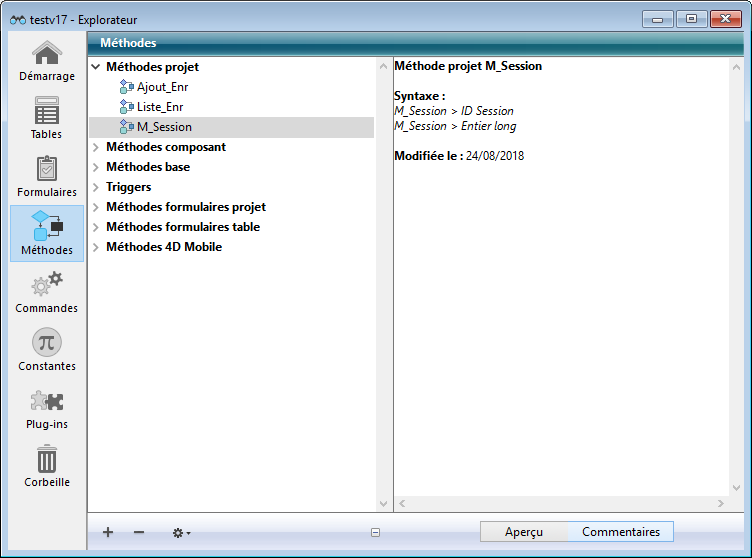 testv17 - Explorateur
Démarrage
Tables
Formulaires
Méthodes
Commandes
Constantes
Plug-ins
Corbeille
Méthodes
Méthodes projet
Ajout_Enr
Liste_Enr
M_Session
Méthodes composant
Méthodes base
Triggers
Méthodes formulaires projet
Méthodes formulaires table
Méthodes 4D Mobile
Méthode projet M_Session
Syntaxe :
M_Session > ID Session
M_Session > Entier long
Modifiée le : 24/08/2018
Aperçu
Commentaires